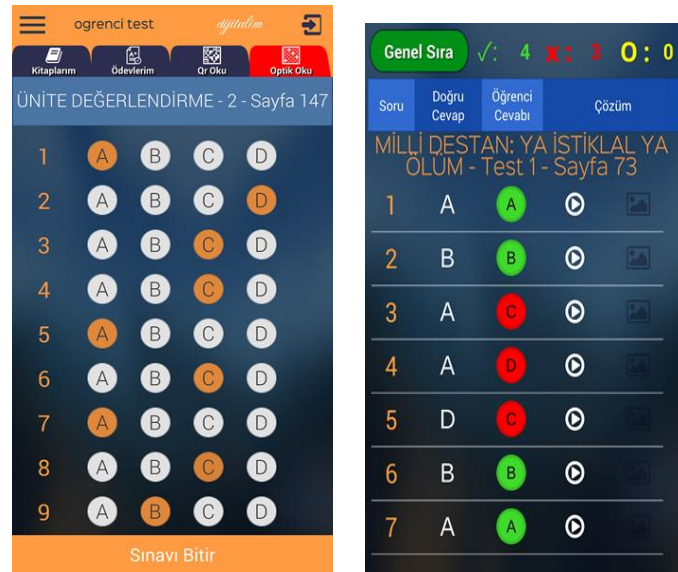 ogrenci test dijitalim
Kitaplarım Ödevlerim Qr Oku Optik Oku
ÜNİTE DEĞERLENDİRME - 2 - Sayfa 147
1 A B C D
2 A B C D
3 A B C D
4 A B C D
5 A B C D
6 A B C D
7 A B C D
8 A B C D
9 A B C D
Sınavı Bitir
Genel Sıra √: 4 x: 3 O: 0
Soru Doğru Cevap Öğrenci Cevabı Çözüm
MİLLİ DESTAN: YA İSTİKLAL YA
ÖLÜM - Test 1 - Sayfa 73
1 A A
2 B B
3 A C
4 A D
5 D C
6 B B
7 A A